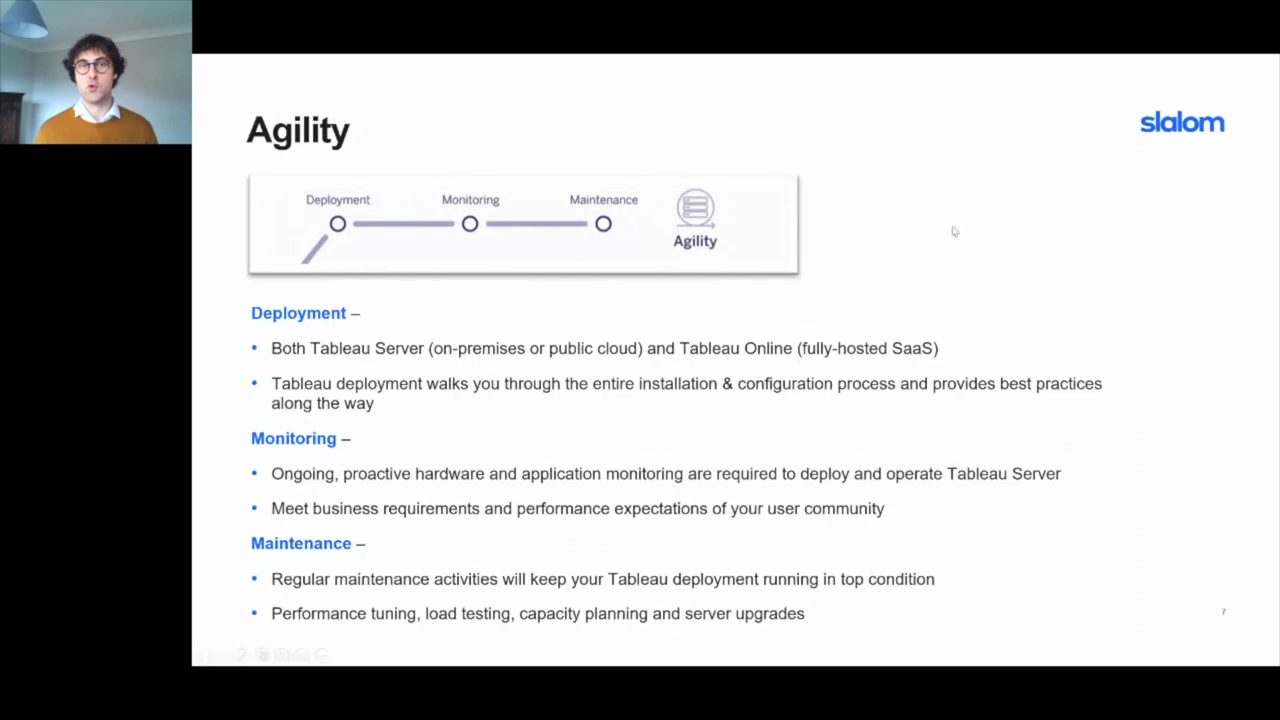 Agility
slalom
Deployment
Monitoring
Maintenance
Agility
Deployment –
• Both Tableau Server (on-premises or public cloud) and Tableau Online (fully-hosted SaaS)
• Tableau deployment walks you through the entire installation & configuration process and provides best practices
along the way
Monitoring –
• Ongoing, proactive hardware and application monitoring are required to deploy and operate Tableau Server
• Meet business requirements and performance expectations of your user community
Maintenance –
• Regular maintenance activities will keep your Tableau deployment running in top condition
• Performance tuning, load testing, capacity planning and server upgrades
7